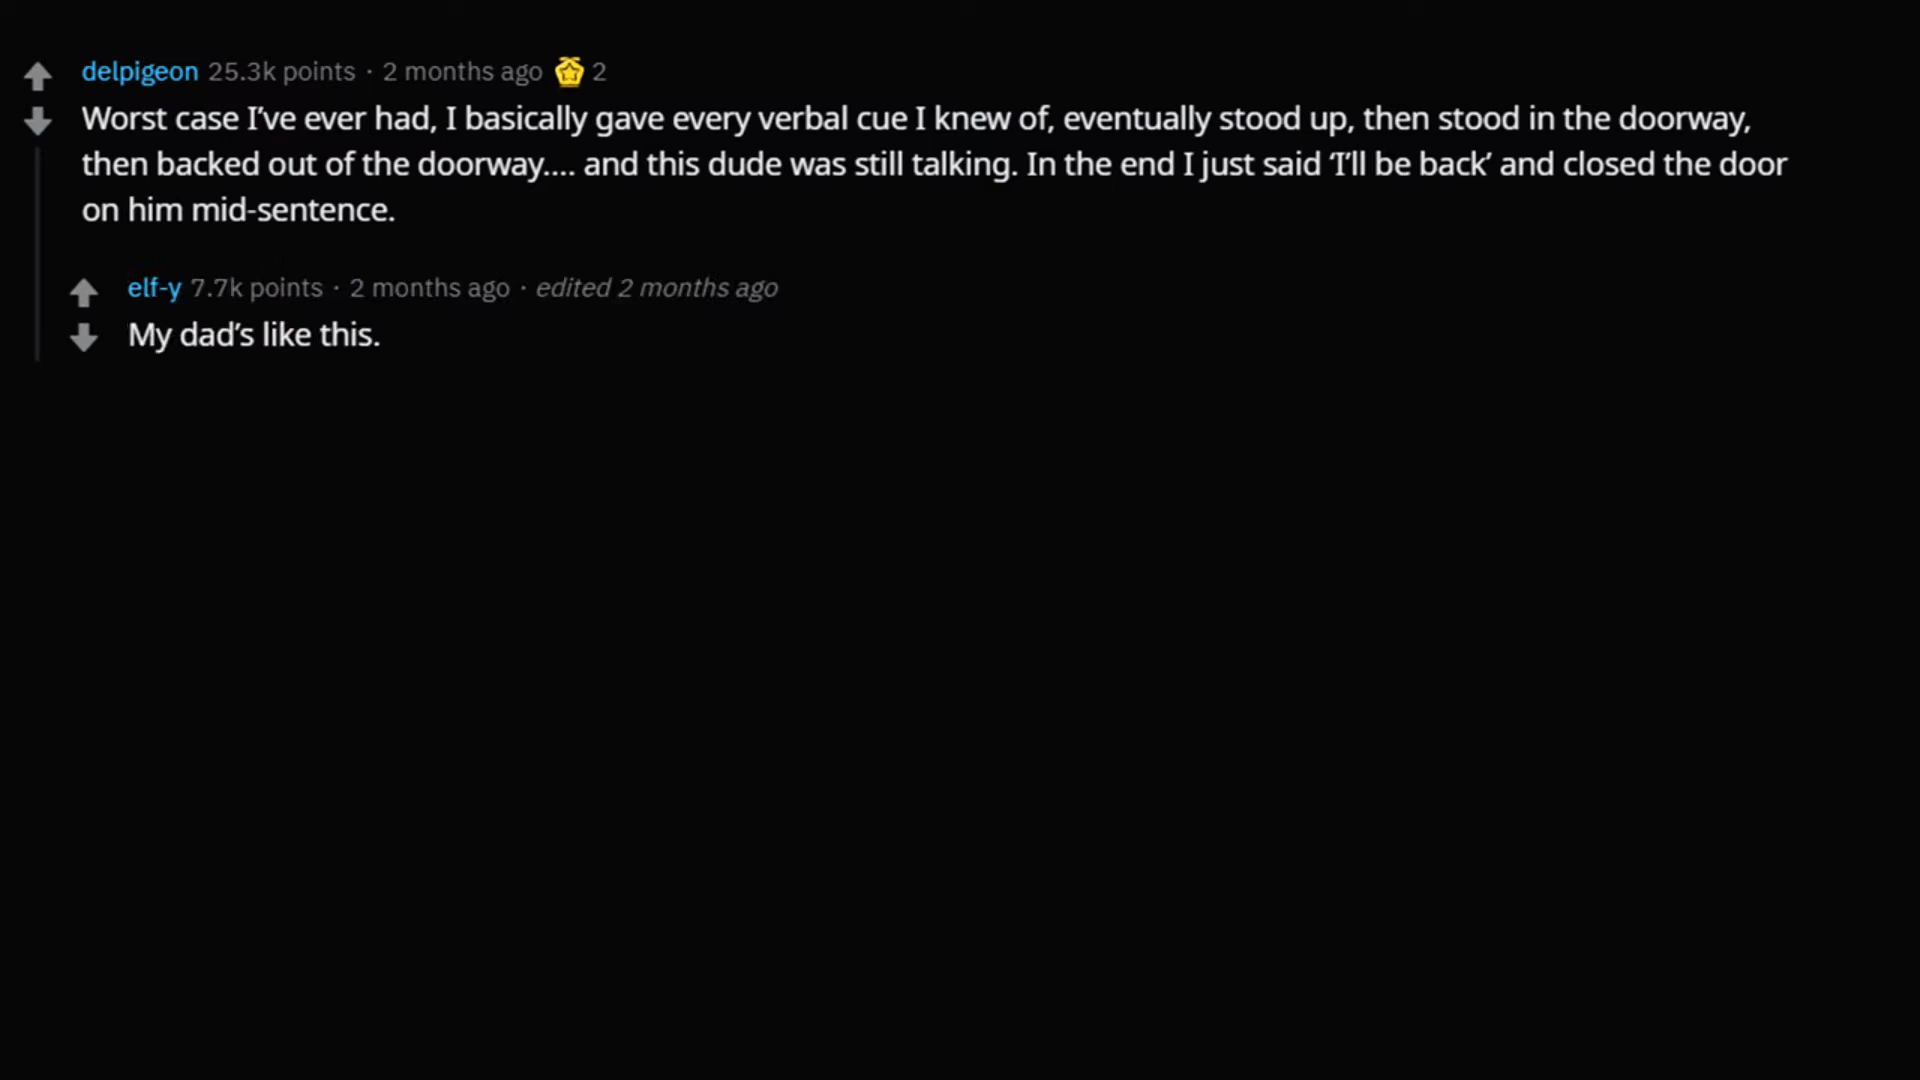 delpigeon 25.3k points · 2 months ago 2
Worst case I’ve ever had, I basically gave every verbal cue I knew of, eventually stood up, then stood in the doorway,
then backed out of the doorway.... and this dude was still talking. In the end I just said ‘I’ll be back’ and closed the door
on him mid-sentence.
elf-y 7.7k points · 2 months ago · edited 2 months ago
My dad’s like this.